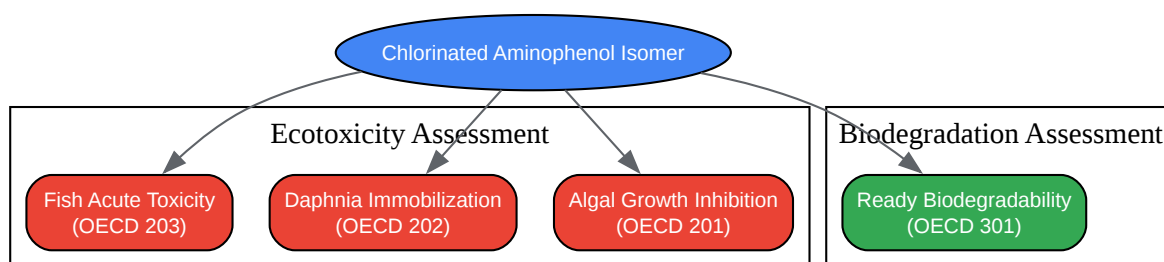 Chlorinated Aminophenol Isomer
Ecotoxicity Assessment
Biodegradation Assessment
Fish Acute Toxicity
(OECD 203)
Daphnia Immobilization
(OECD 202)
Algal Growth Inhibition
(OECD 201)
Ready Biodegradability
(OECD 301)